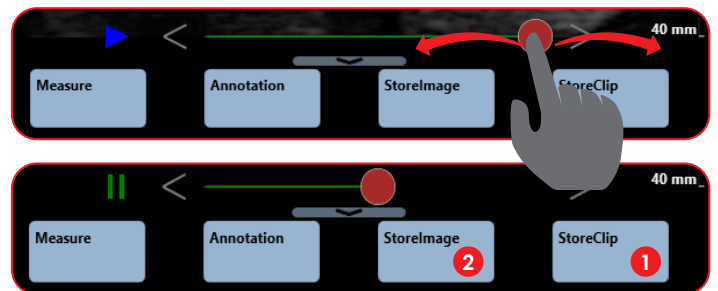 40 mm
Measure
Annotation
StoreImage
StoreClip
40 mm
Measure
Annotation
StoreImage
StoreClip
2
1